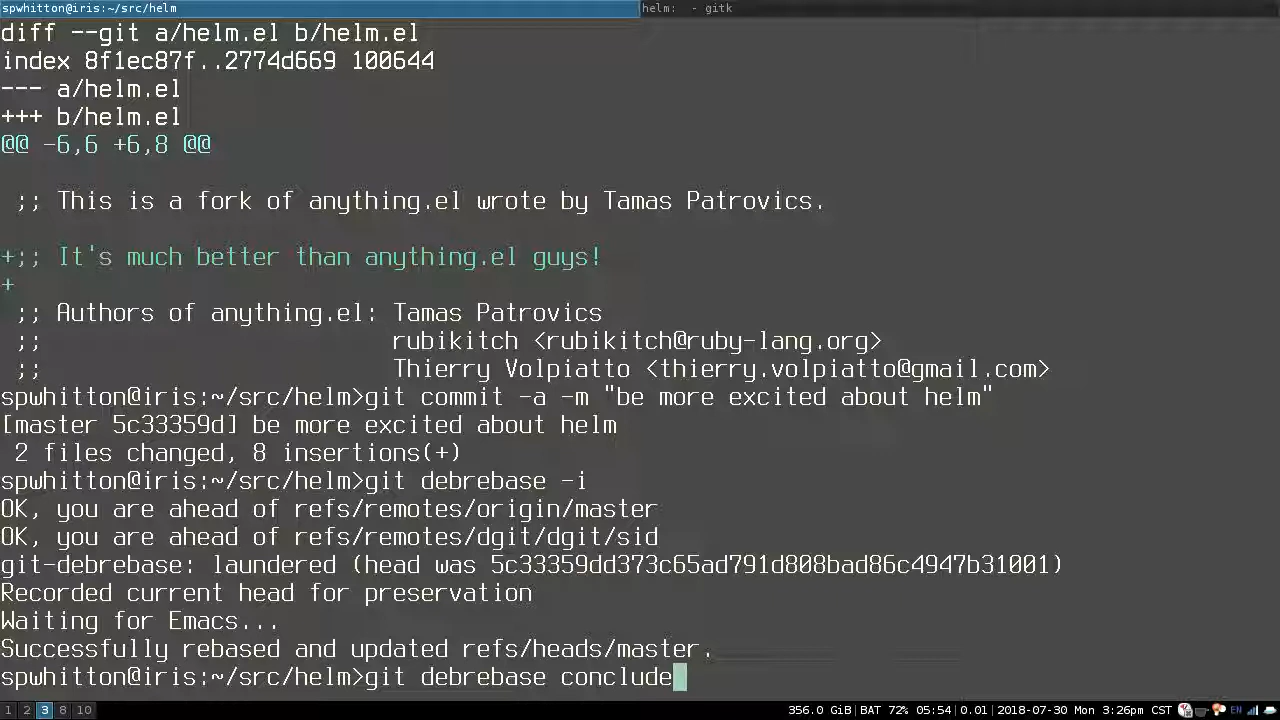 spwhitton@iris:~/src/helm
helm:  - gitk
diff --git a/helm.el b/helm.el
index 8f1ec87f..2774d669 100644
--- a/helm.el
+++ b/helm.el
@@ -6,6 +6,8 @@
;; This is a fork of anything.el wrote by Tamas Patrovics.
+;; It's much better than anything.el guys!
+
;; Authors of anything.el: Tamas Patrovics
;;                         rubikitch <rubikitch@ruby-lang.org>
;;                         Thierry Volpiatto <thierry.volpiatto@gmail.com>
spwhitton@iris:~/src/helm>git commit -a -m "be more excited about helm"
[master 5c33359d] be more excited about helm
 2 files changed, 8 insertions(+)
spwhitton@iris:~/src/helm>git debrebase -i
OK, you are ahead of refs/remotes/origin/master
OK, you are ahead of refs/remotes/dgit/dgit/sid
git-debrebase: laundered (head was 5c33359dd373c65ad791d808bad86c4947b31001)
Recorded current head for preservation
Waiting for Emacs...
Successfully rebased and updated refs/heads/master.
spwhitton@iris:~/src/helm>git debrebase conclude
1 2 3 8 10
356.0 GiB|BAT 72% 05:54|0.01|2018-07-30 Mon 3:26pm CST
EN